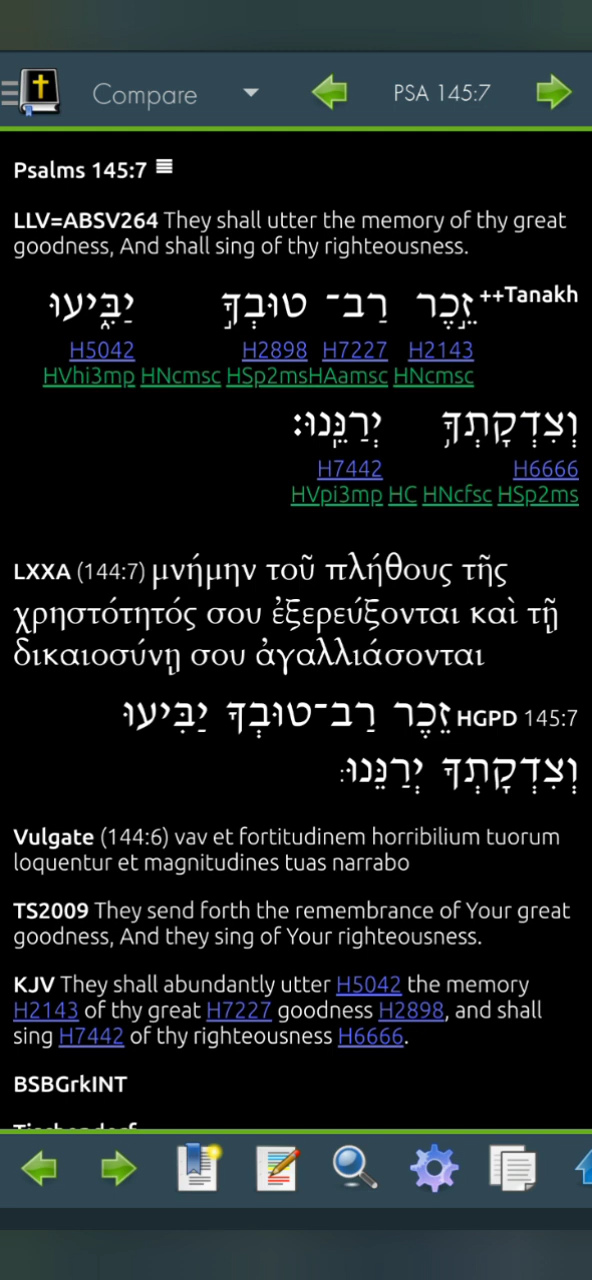 Compare
PSA 145:7
Psalms 145:7
LLV=ABSV264 They shall utter the memory of thy great
goodness, And shall sing of thy righteousness.
++Tanakh זֵ֣כֶר רַב־ טוּבְךָ֣ יַבִּ֑יעוּ
H5042 H2898 H7227 H2143
HVhi3mp HNcmsc HSp2msHAamsc HNcmsc
וְצִדְקָתְךָ֥ יְרַנֵּֽנוּ׃
H7442 H6666
HVpi3mp HC HNcfsc HSp2ms
LXXA (144:7) μνήμην τοῦ πλήθους τῆς
χρηστότητός σου ἐξερεύξονται καὶ τῇ
δικαιοσύνῃ σου ἀγαλλιάσονται
HGPD 145:7 זֵכֶר רַב־טוּבְךָ יַבִּיעוּ
וְצִדְקָתְךָ יְרַנֵּנוּ׃
Vulgate (144:6) vav et fortitudinem horribilium tuorum
loquentur et magnitudines tuas narrabo
TS2009 They send forth the remembrance of Your great
goodness, And they sing of Your righteousness.
KJV They shall abundantly utter H5042 the memory
H2143 of thy great H7227 goodness H2898, and shall
sing H7442 of thy righteousness H6666.
BSBGrkINT